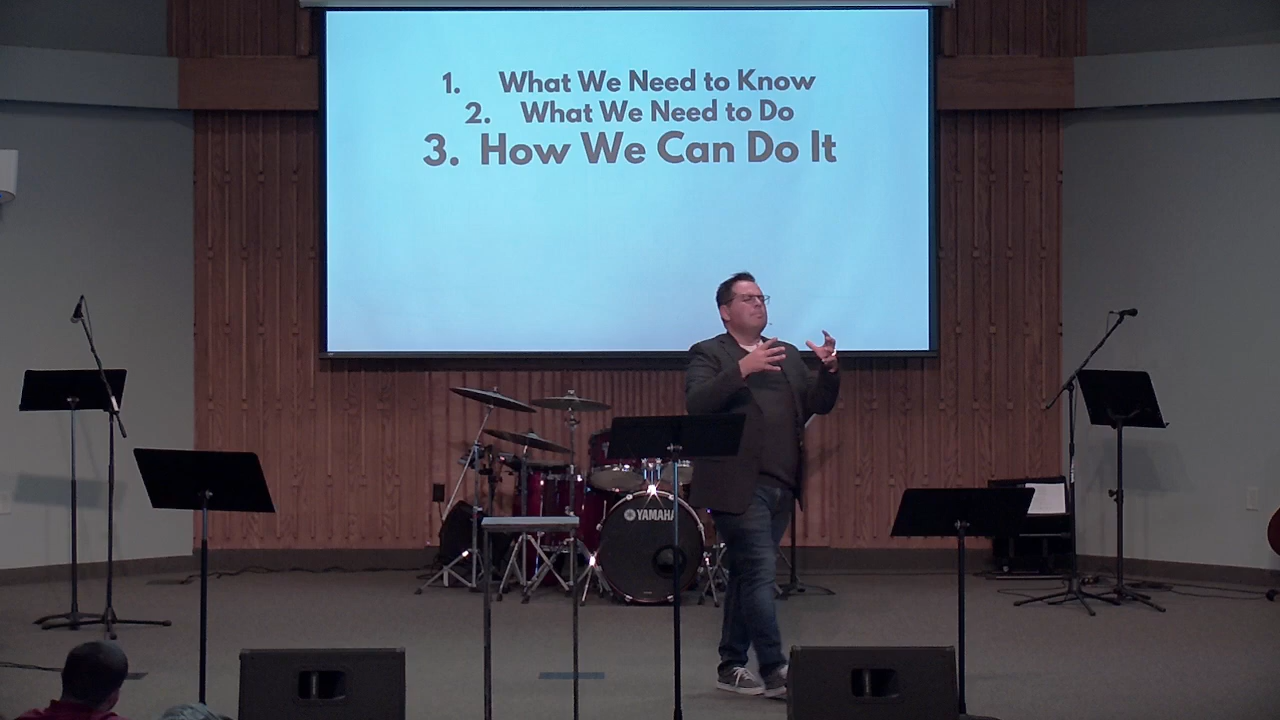 1. What We Need to Know
2. What We Need to Do
3. How We Can Do It
YAMAHA